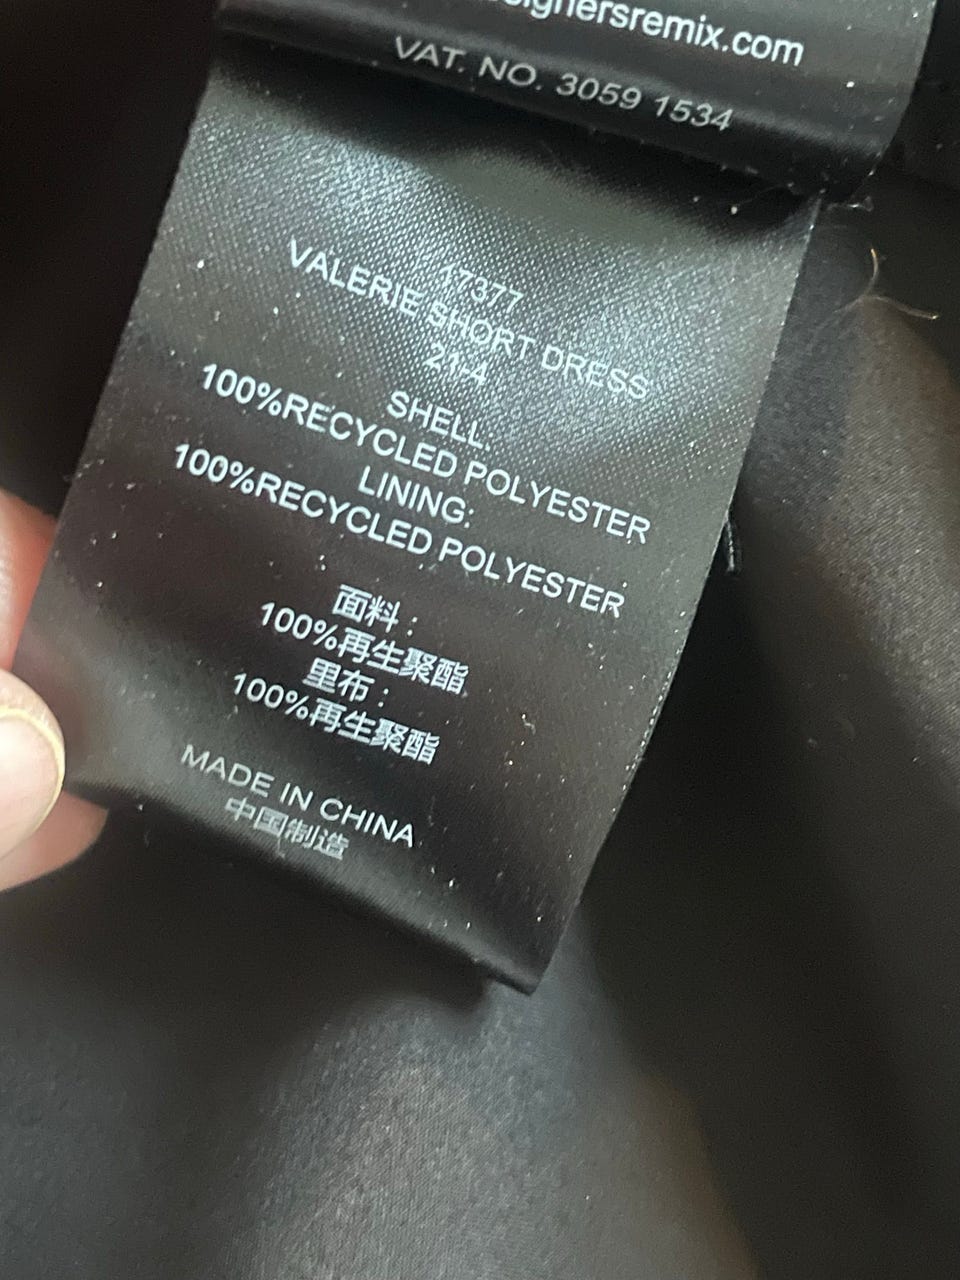 signersremix.com
VAT. NO. 3059 1534
17377
VALERIE SHORT DRESS
21-4
SHELL:
100%RECYCLED POLYESTER
LINING:
100%RECYCLED POLYESTER
面料：
100%再生聚酯
里布：
100%再生聚酯
MADE IN CHINA
中国制造